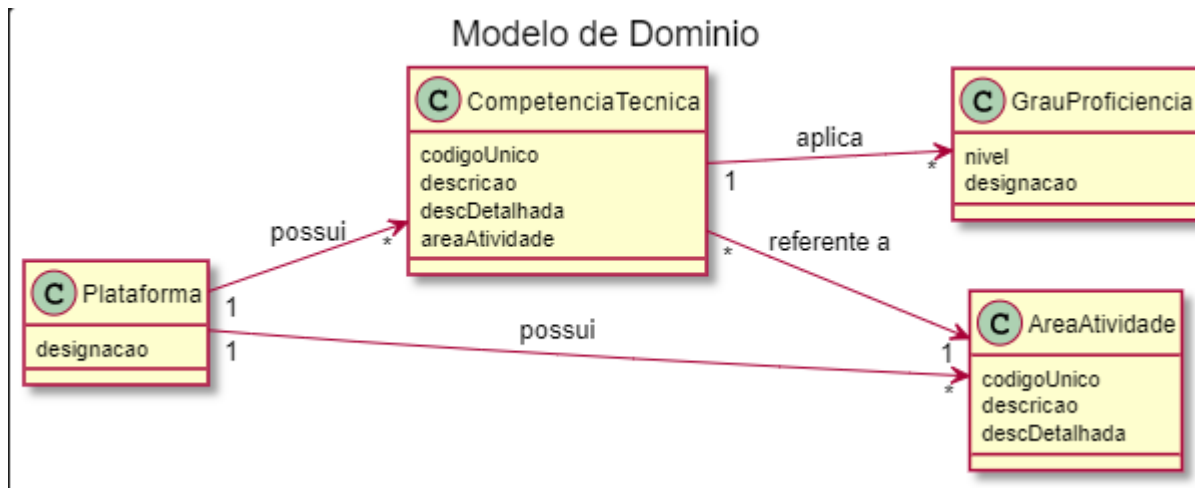 Modelo de Dominio
C CompetenciaTecnica
codigoUnico
descricao
descDetalhada
areaAtividade
C GrauProficiencia
nivel
designacao
aplica
1
*
possui
*
1
referente a
*
1
C Plataforma
designacao
possui
1
*
C AreaAtividade
codigoUnico
descricao
descDetalhada